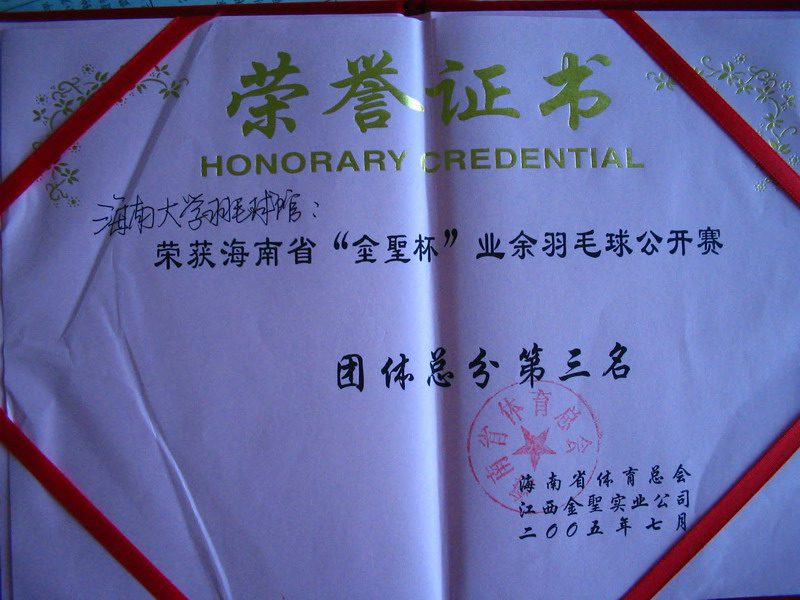 荣誉证书
HONORARY CREDENTIAL
海南大学羽毛球馆：
荣获海南省“金聖杯”业余羽毛球公开赛
团体总分第三名
海南省体育总会
海南省体育总会
江西金聖实业公司
二00五年七月